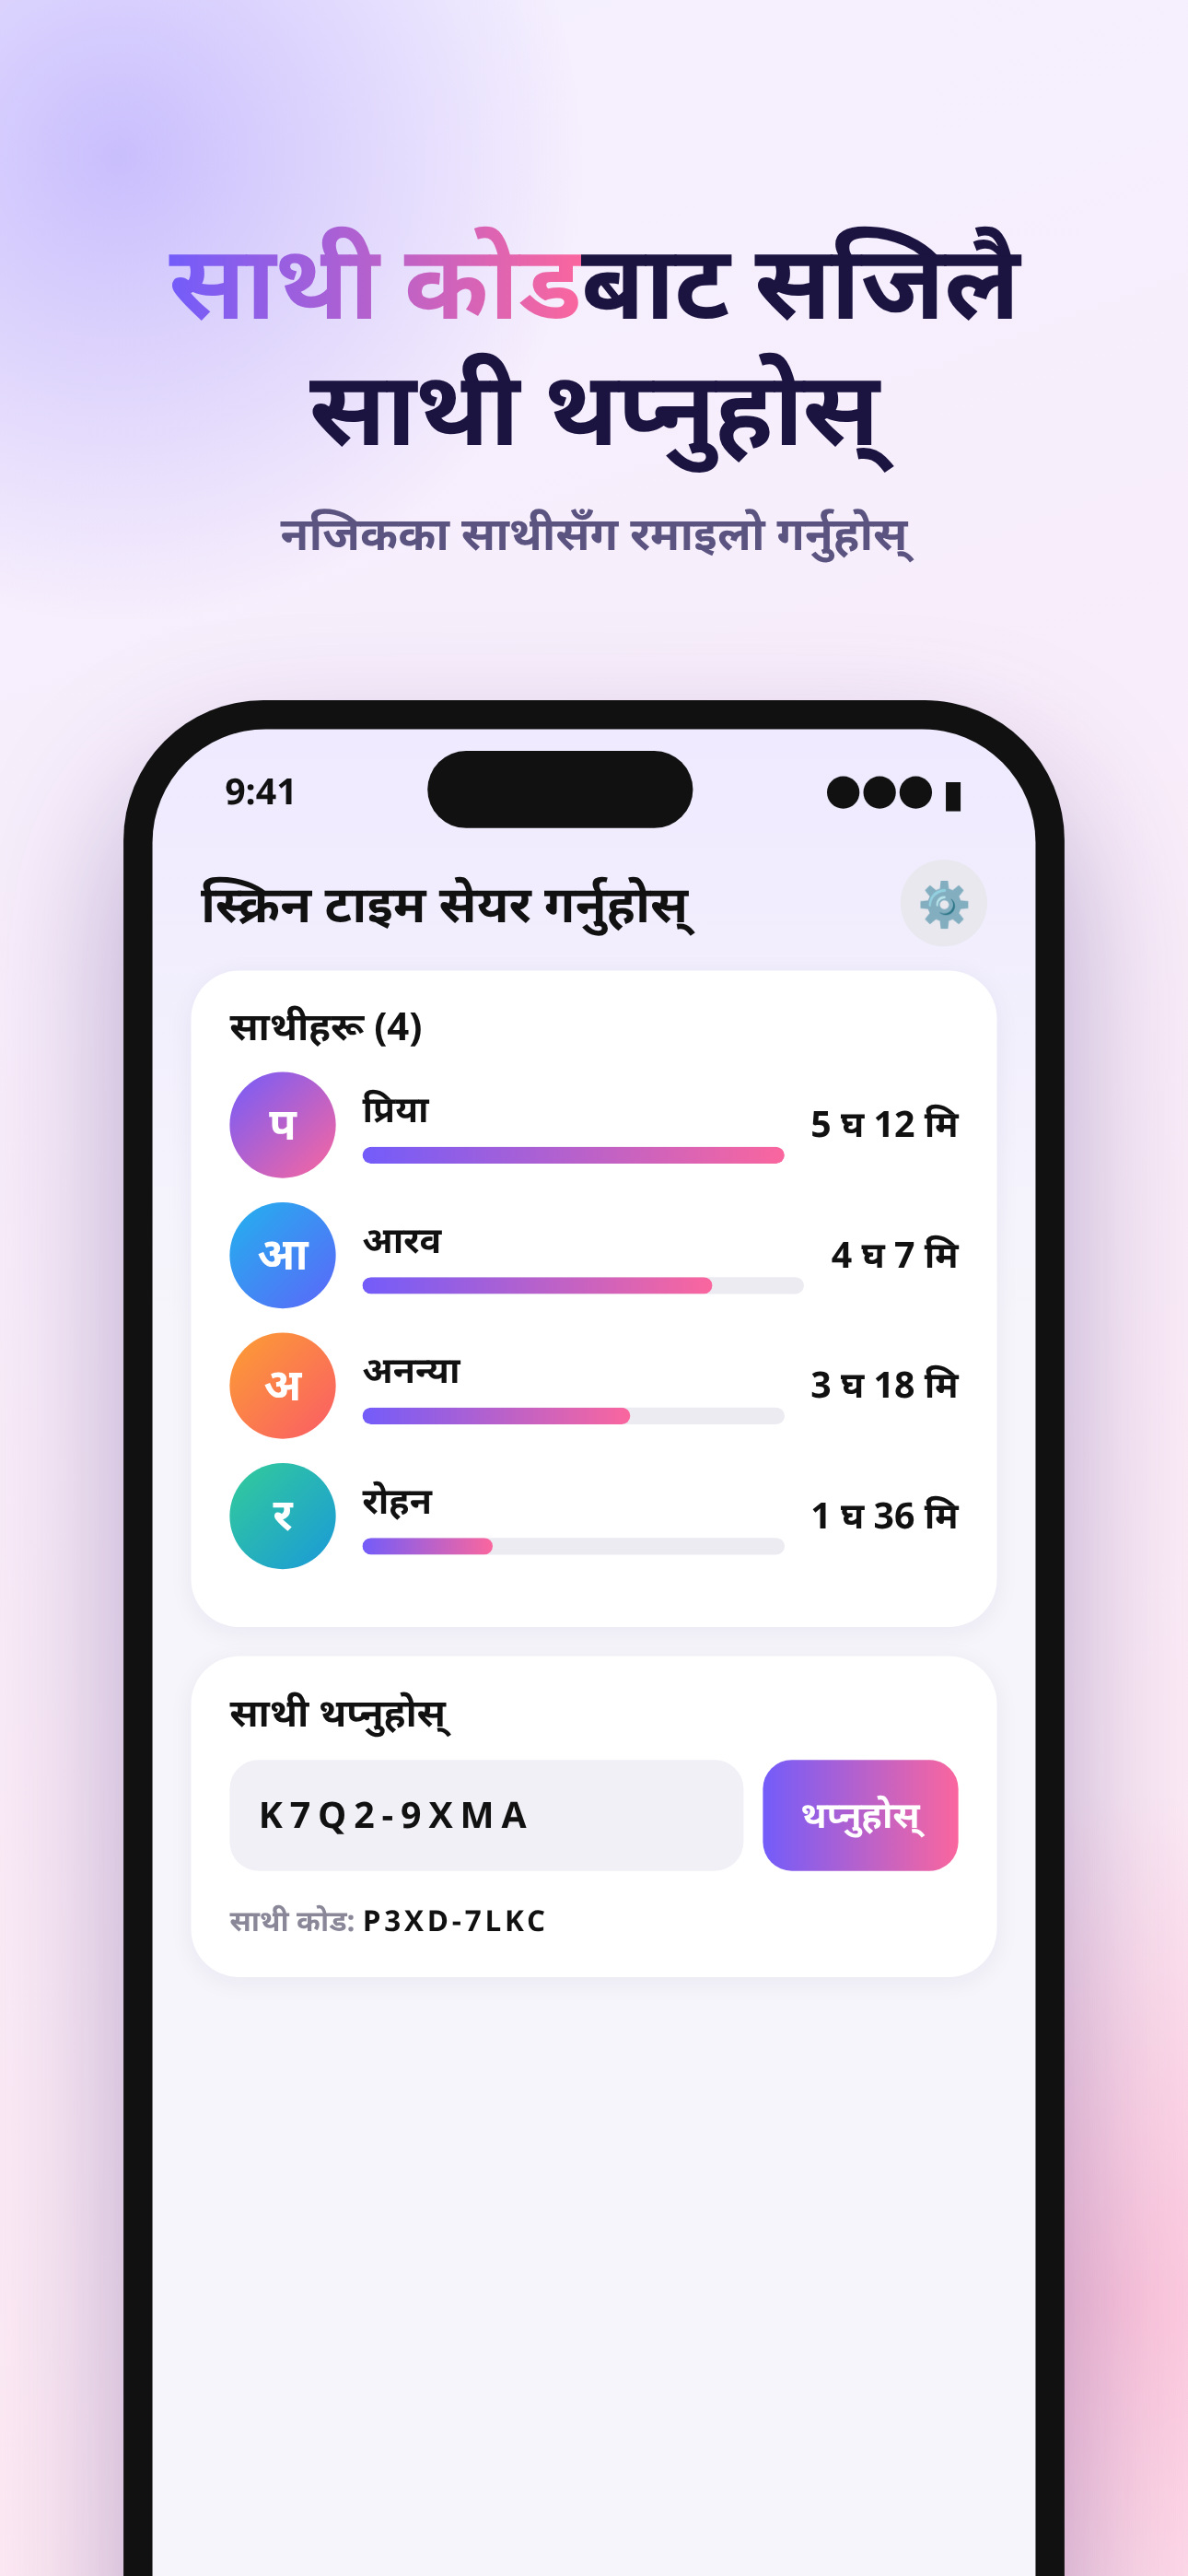 साथी कोडबाट सजिलै
साथी थप्नुहोस्
नजिकका साथीसँग रमाइलो गर्नुहोस्
9:41
स्क्रिन टाइम सेयर गर्नुहोस्
साथीहरू (4)
प
प्रिया
5 घ 12 मि
आ
आरव
4 घ 7 मि
अ
अनन्या
3 घ 18 मि
र
रोहन
1 घ 36 मि
साथी थप्नुहोस्
K7Q2-9XMA
थप्नुहोस्
साथी कोड: P3XD-7LKC